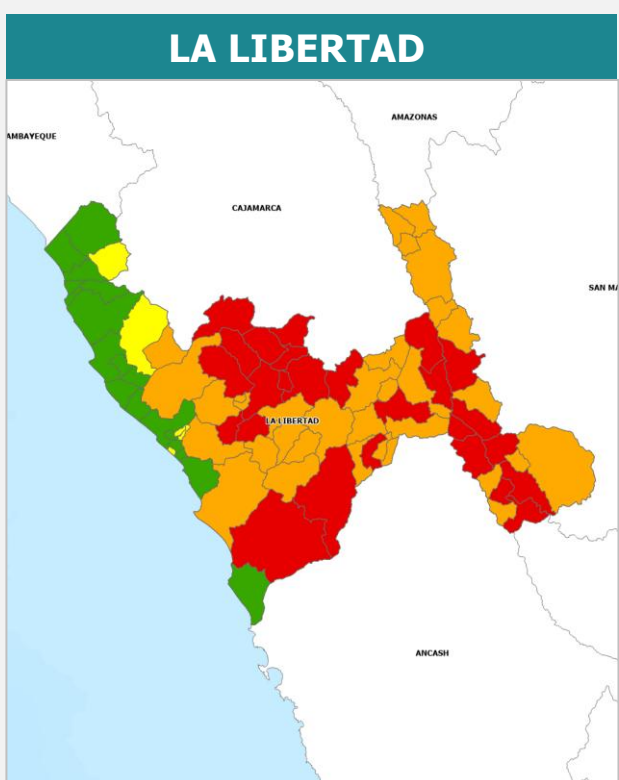 LA LIBERTAD
AMAZONAS
AMBAYEQUE
CAJAMARCA
SAN MA
LA LIBERTAD
ANCASH